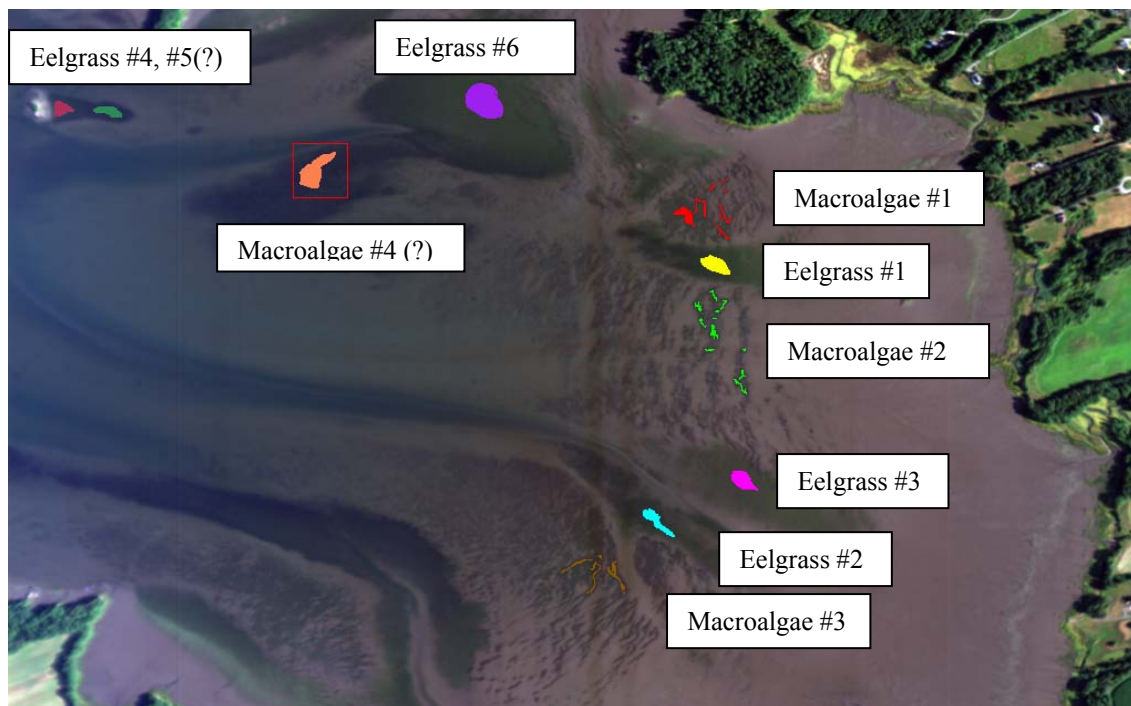 Eelgrass #4, #5(?)
Eelgrass #6
Macroalgae #1
Macroalgae #4 (?)
Eelgrass #1
Macroalgae #2
Eelgrass #3
Eelgrass #2
Macroalgae #3